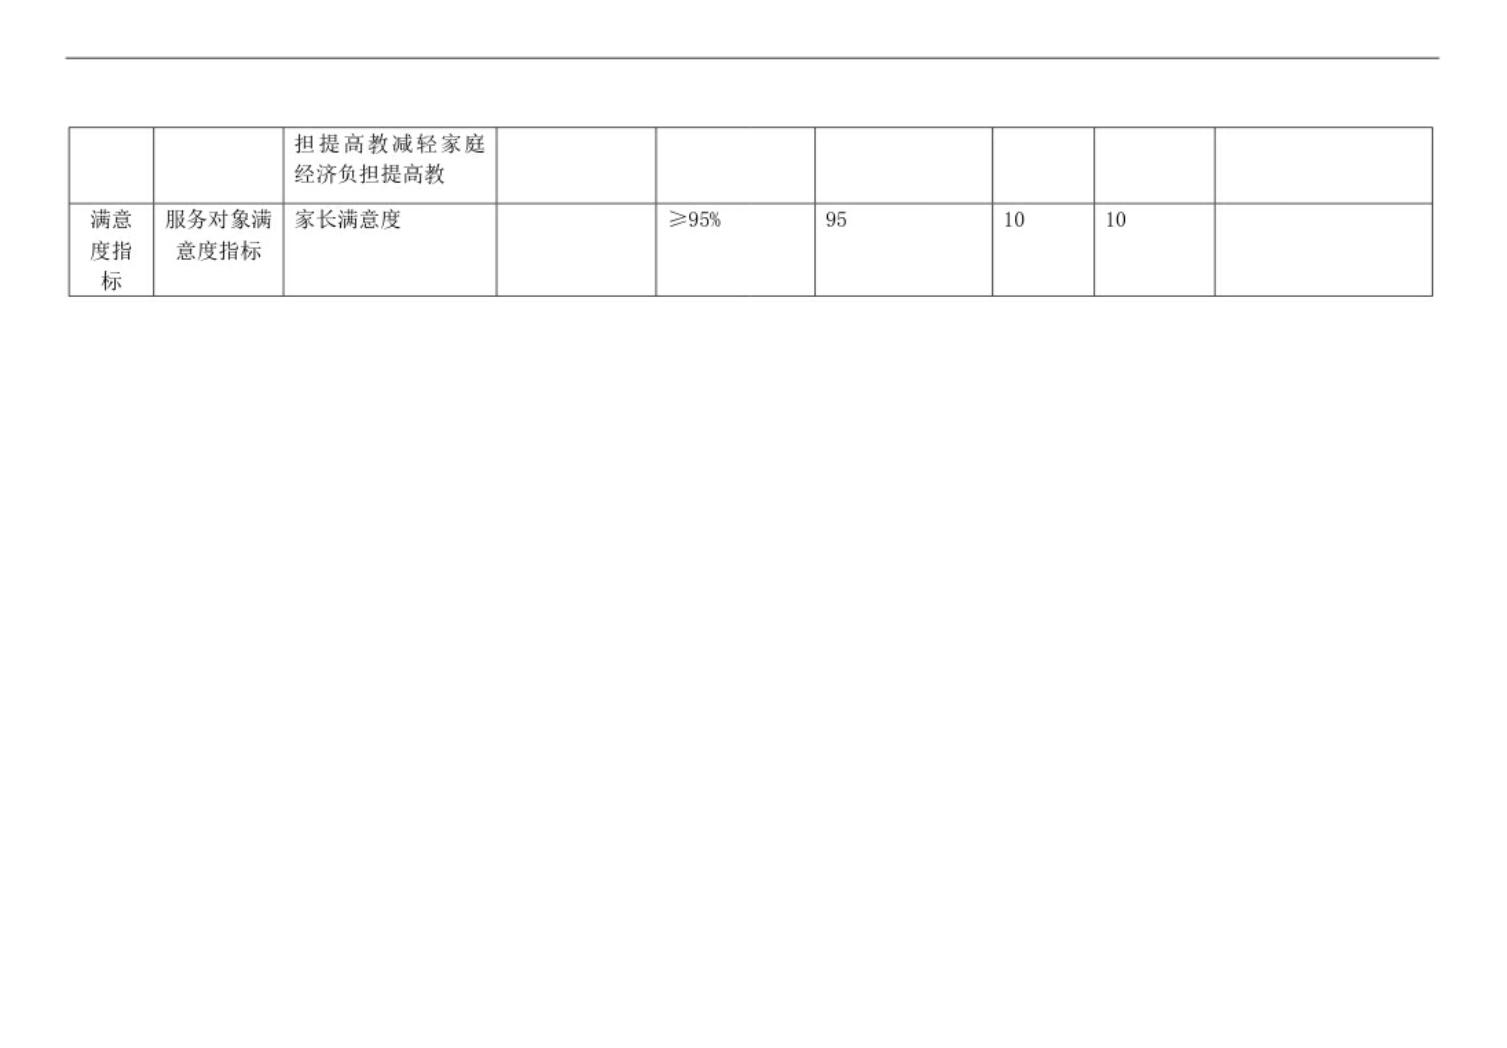 担提高教减轻家庭
经济负担提高教
满意 服务对象满 家长满意度 ≥95% 95 10 10
度指 意度指标
标